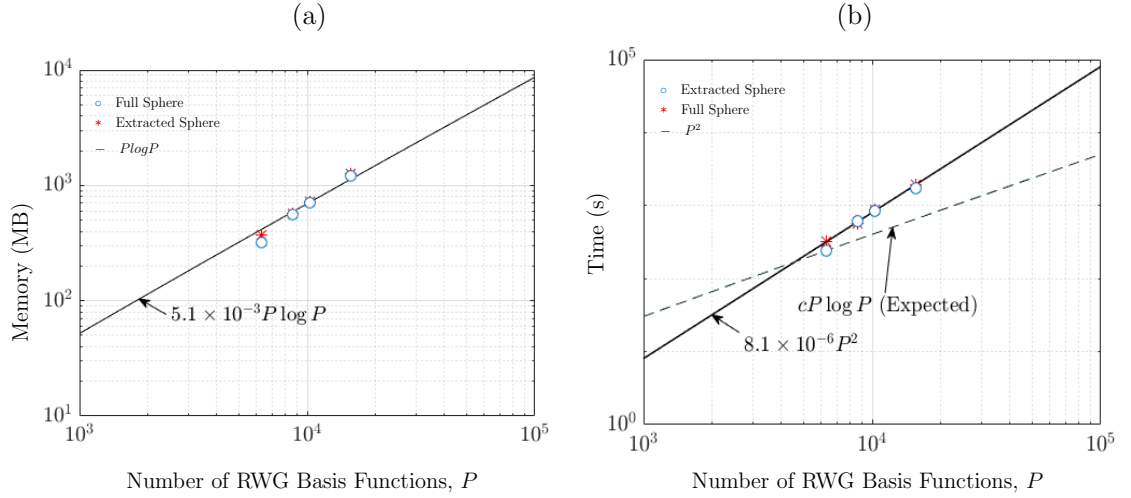 (a)
10^4
10^3
10^2
10^1
10^3
10^4
10^5
Memory (MB)
Number of RWG Basis Functions, P
Full Sphere
Extracted Sphere
PlogP
5.1 × 10^{-3}P log P
(b)
10^5
10^0
10^3
10^4
10^5
Time (s)
Number of RWG Basis Functions, P
Extracted Sphere
Full Sphere
P^2
cP log P (Expected)
8.1 × 10^{-6}P^2